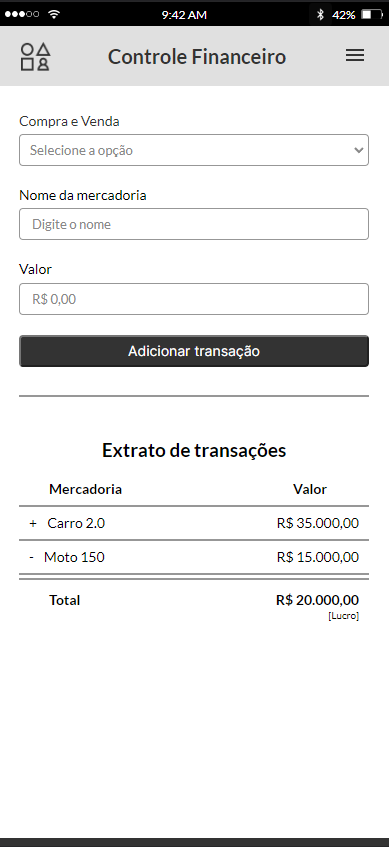 9:42 AM 42%
Controle Financeiro
Compra e Venda
Selecione a opção
Nome da mercadoria
Digite o nome
Valor
R$ 0,00
Adicionar transação
Extrato de transações
Mercadoria Valor
+ Carro 2.0 R$ 35.000,00
- Moto 150 R$ 15.000,00
Total R$ 20.000,00
[Lucro]